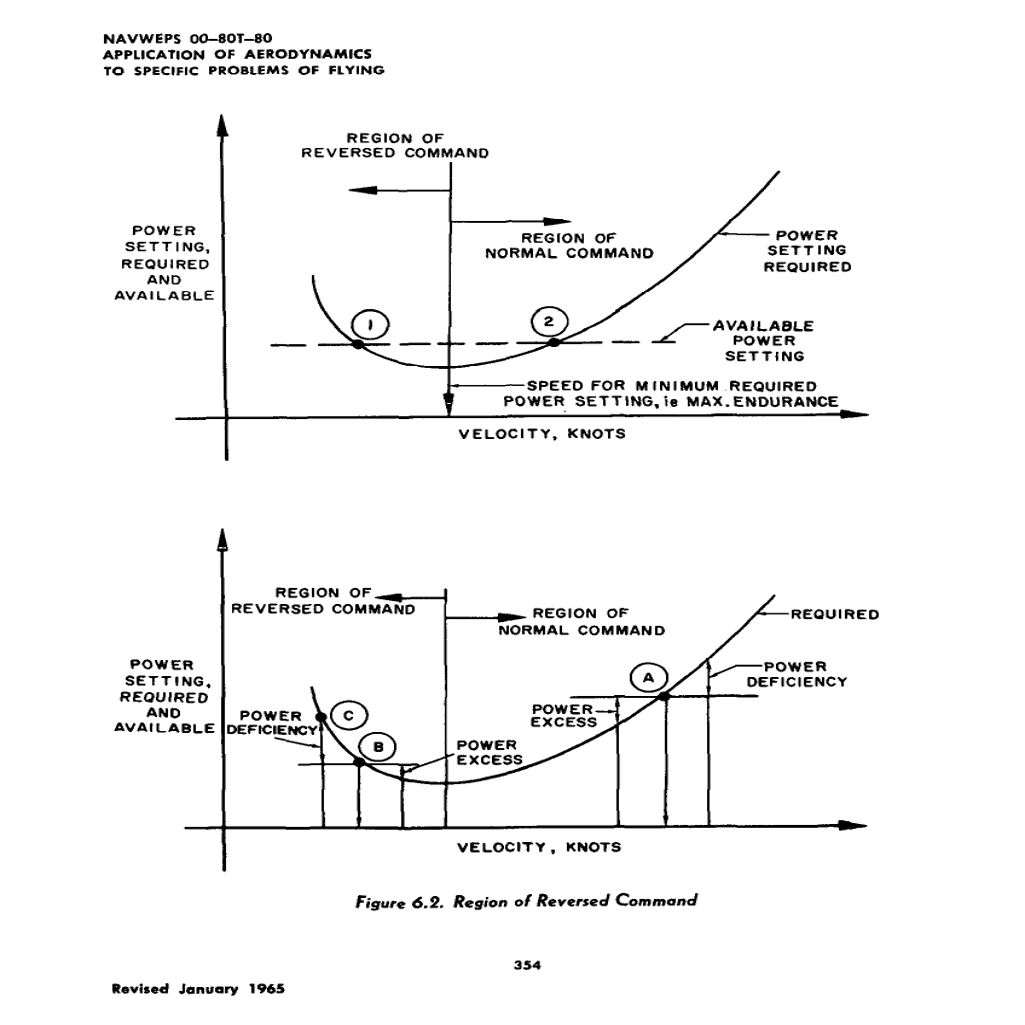 NAVWEPS 00-80T-80
APPLICATION OF AERODYNAMICS
TO SPECIFIC PROBLEMS OF FLYING
REGION OF
REVERSED COMMAND
POWER
SETTING,
REQUIRED
AND
AVAILABLE
REGION OF
NORMAL COMMAND
POWER
SETTING
REQUIRED
1
2
AVAILABLE
POWER
SETTING
SPEED FOR MINIMUM REQUIRED
POWER SETTING, ie MAX. ENDURANCE
VELOCITY, KNOTS
REGION OF
REVERSED COMMAND
REGION OF
NORMAL COMMAND
REQUIRED
POWER
SETTING,
REQUIRED
AND
AVAILABLE
A
POWER
DEFICIENCY
POWER
EXCESS
POWER
DEFICIENCY
C
B
POWER
EXCESS
VELOCITY, KNOTS
Figure 6.2. Region of Reversed Command
354
Revised January 1965